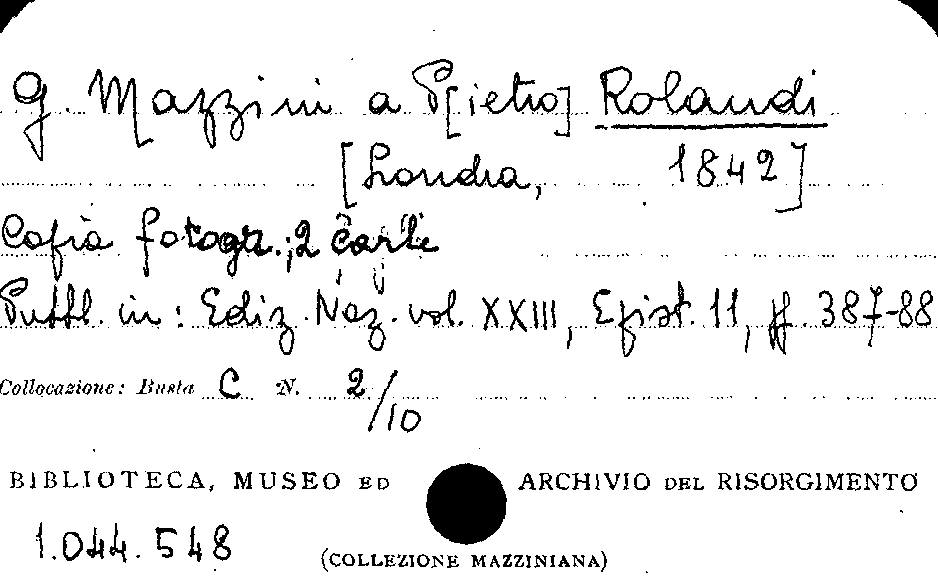 G. Mazzini a P[ietro] Rolandi
[Londra, 1842]
Copia fotogr.; 2 carte
Pubbl. in: Ediz. Naz. vol. XXIII, Epist. 11, pp. 387-88
Collocazione: Busta C N. 2/10
BIBLIOTECA, MUSEO ED ARCHIVIO DEL RISORGIMENTO
1.044.548 (COLLEZIONE MAZZINIANA)